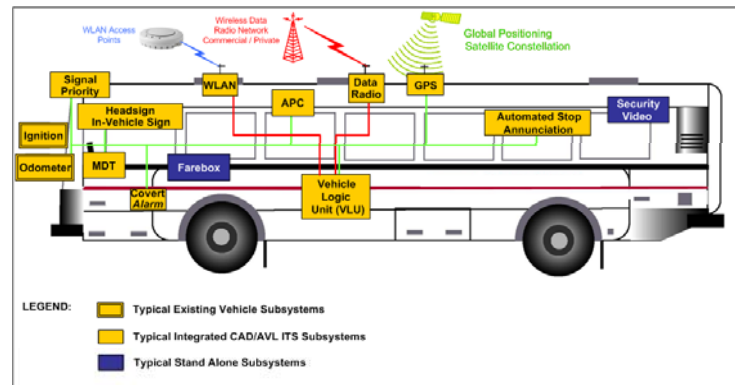 WLAN Access
Points
Wireless Data
Radio Network
Commercial / Private
Global Positioning
Satellite Constellation
Signal
Priority
WLAN
Data
Radio
GPS
Headsign
In-Vehicle Sign
APC
Automated Stop
Annunciation
Security
Video
Ignition
Odometer
MDT
Farebox
Covert
Alarm
Vehicle
Logic
Unit (VLU)
LEGEND:
Typical Existing Vehicle Subsystems
Typical Integrated CAD/AVL ITS Subsystems
Typical Stand Alone Subsystems